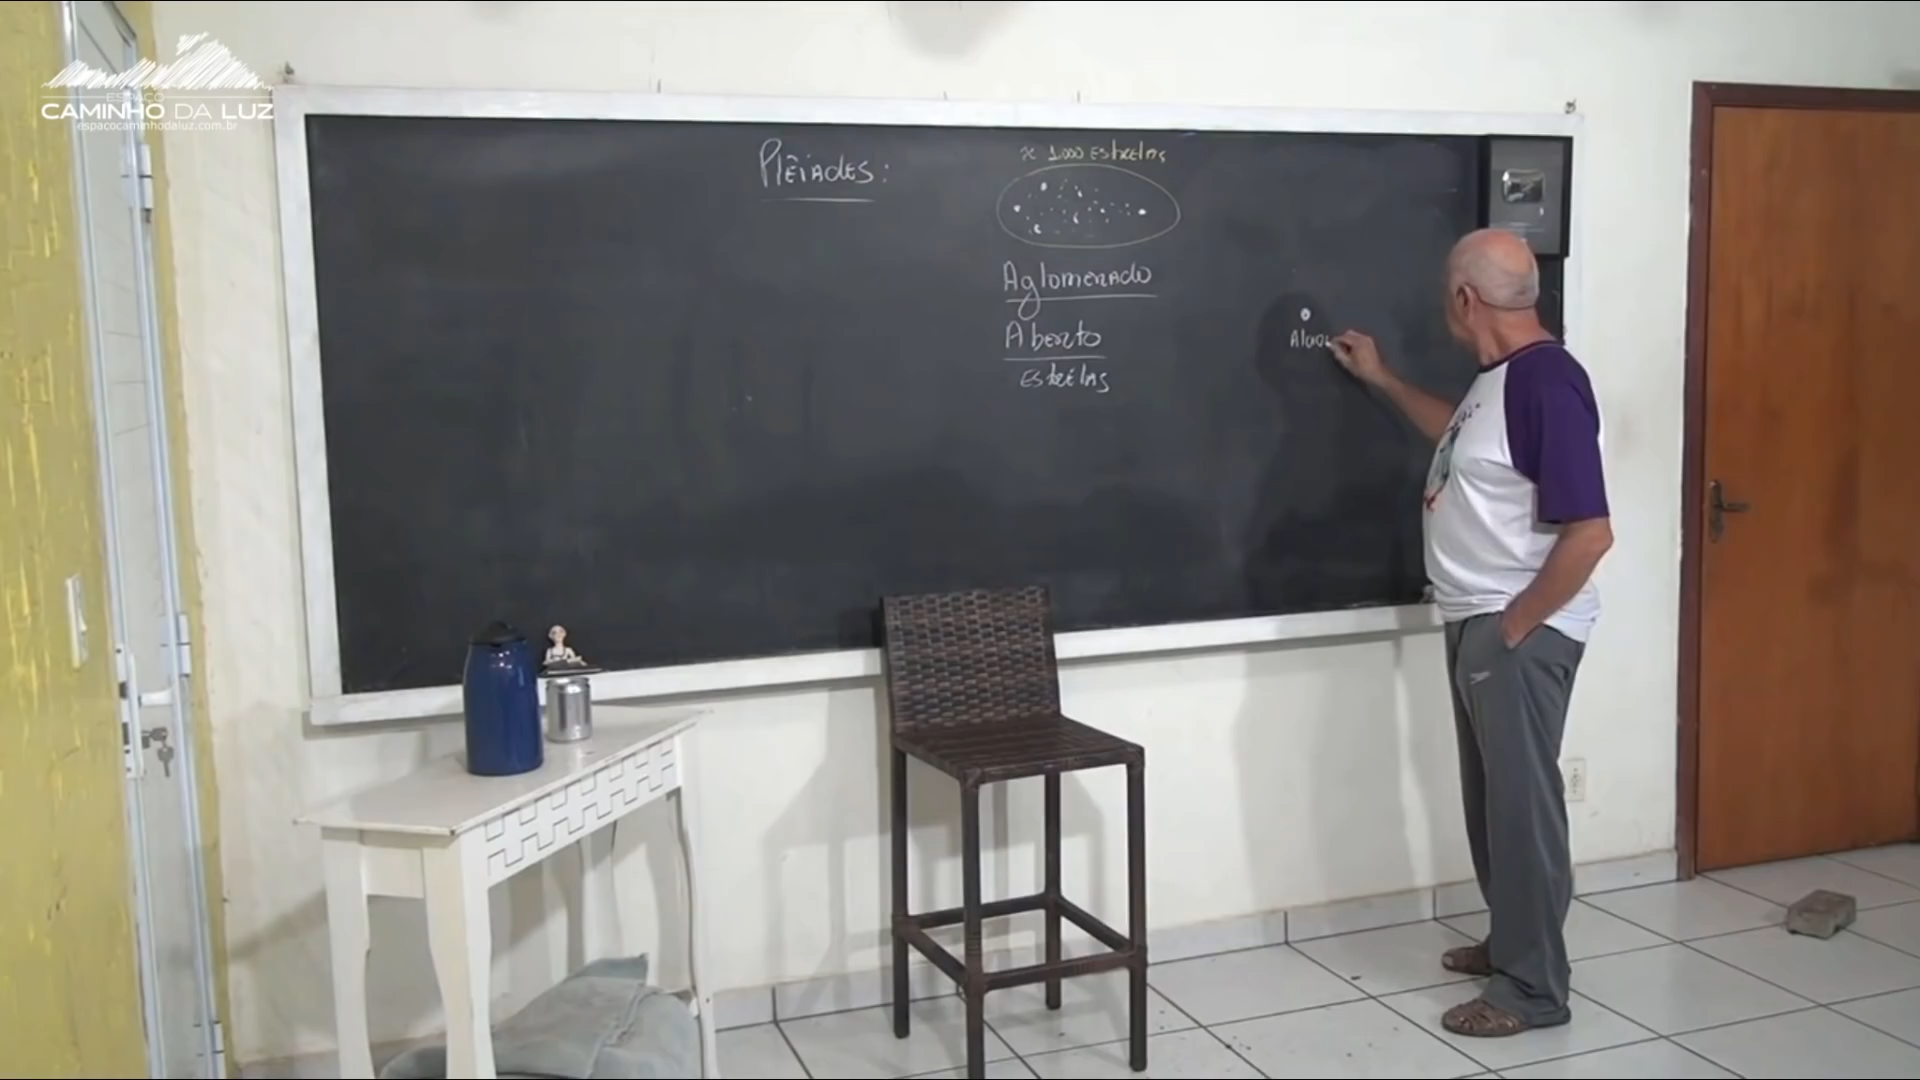 ESPAÇO
CAMINHO DA LUZ
espacocaminhodaluz.com.br
Plêiades:
≈ 1.000 Estrelas
Aglomerado
Aberto
Estrelas